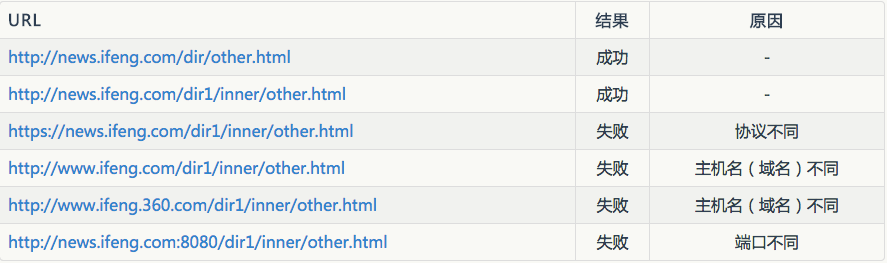 URL 结果 原因
http://news.ifeng.com/dir/other.html 成功 -
http://news.ifeng.com/dir1/inner/other.html 成功 -
https://news.ifeng.com/dir1/inner/other.html 失败 协议不同
http://www.ifeng.com/dir1/inner/other.html 失败 主机名（域名）不同
http://www.ifeng.360.com/dir1/inner/other.html 失败 主机名（域名）不同
http://news.ifeng.com:8080/dir1/inner/other.html 失败 端口不同